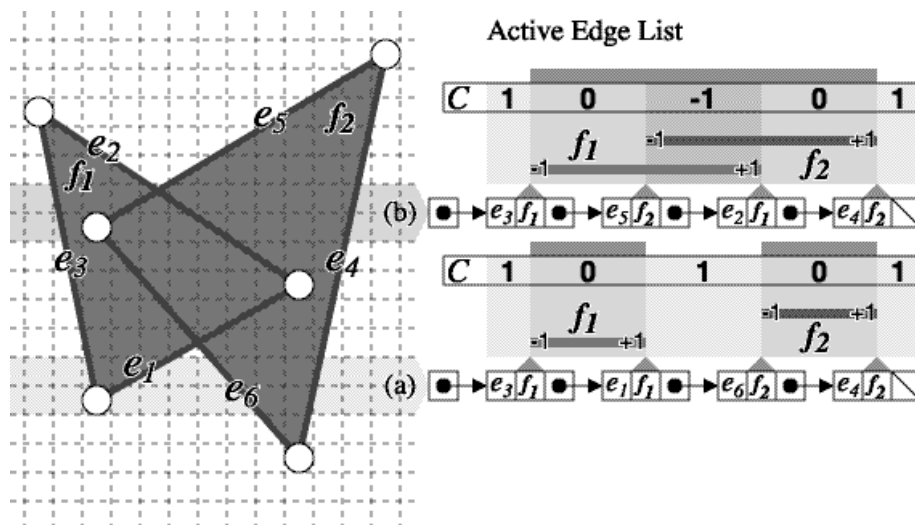 Active Edge List
C 1 0 -1 0 1
f1 -1 +1
-1 +1 f2
(b) e3 f1 e5 f2 e2 f1 e4 f2
C 1 0 1 0 1
f1 -1 +1
-1 +1 f2
(a) e3 f1 e1 f1 e6 f2 e4 f2
e5
f2
e2
f1
e3
e4
e1
e6